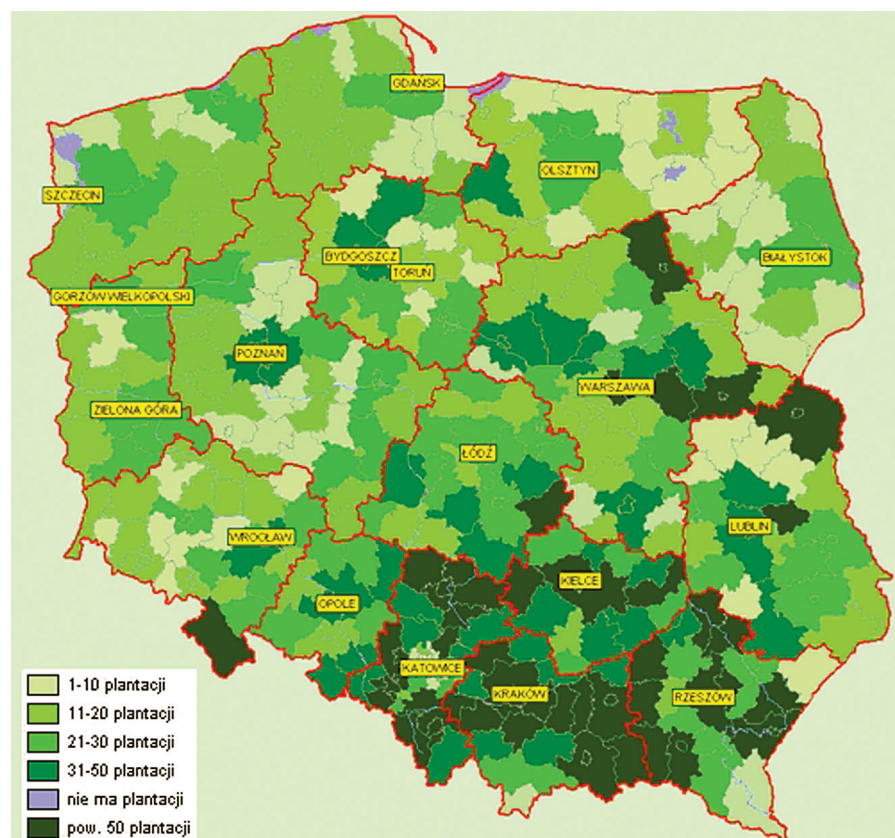 GDAŃSK
OLSZTYN
SZCZECIN
BYDGOSZCZ
TORUŃ
BIAŁYSTOK
GORZÓW WIELKOPOLSKI
POZNAŃ
WARSZAWA
ZIELONA GÓRA
ŁÓDŹ
LUBLIN
WROCŁAW
KIELCE
OPOLE
KATOWICE
KRAKÓW
RZESZÓW
1-10 plantacji
11-20 plantacji
21-30 plantacji
31-50 plantacji
nie ma plantacji
pow. 50 plantacji